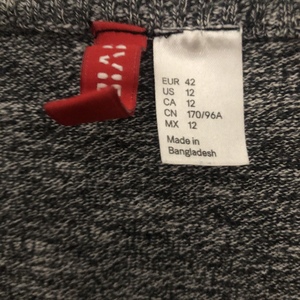 EUR 42
US 12
CA 12
CN 170/96A
MX 12
Made in
Bangladesh